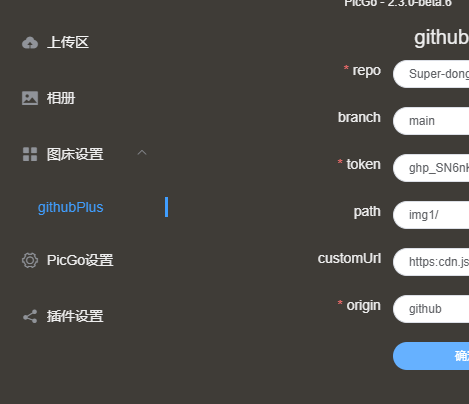 PicGo - 2.3.0-beta.6
上传区
相册
图床设置
githubPlus
PicGo设置
插件设置
github
* repo
Super-dong
branch
main
* token
path
img1/
customUrl
https:cdn.js
* origin
github